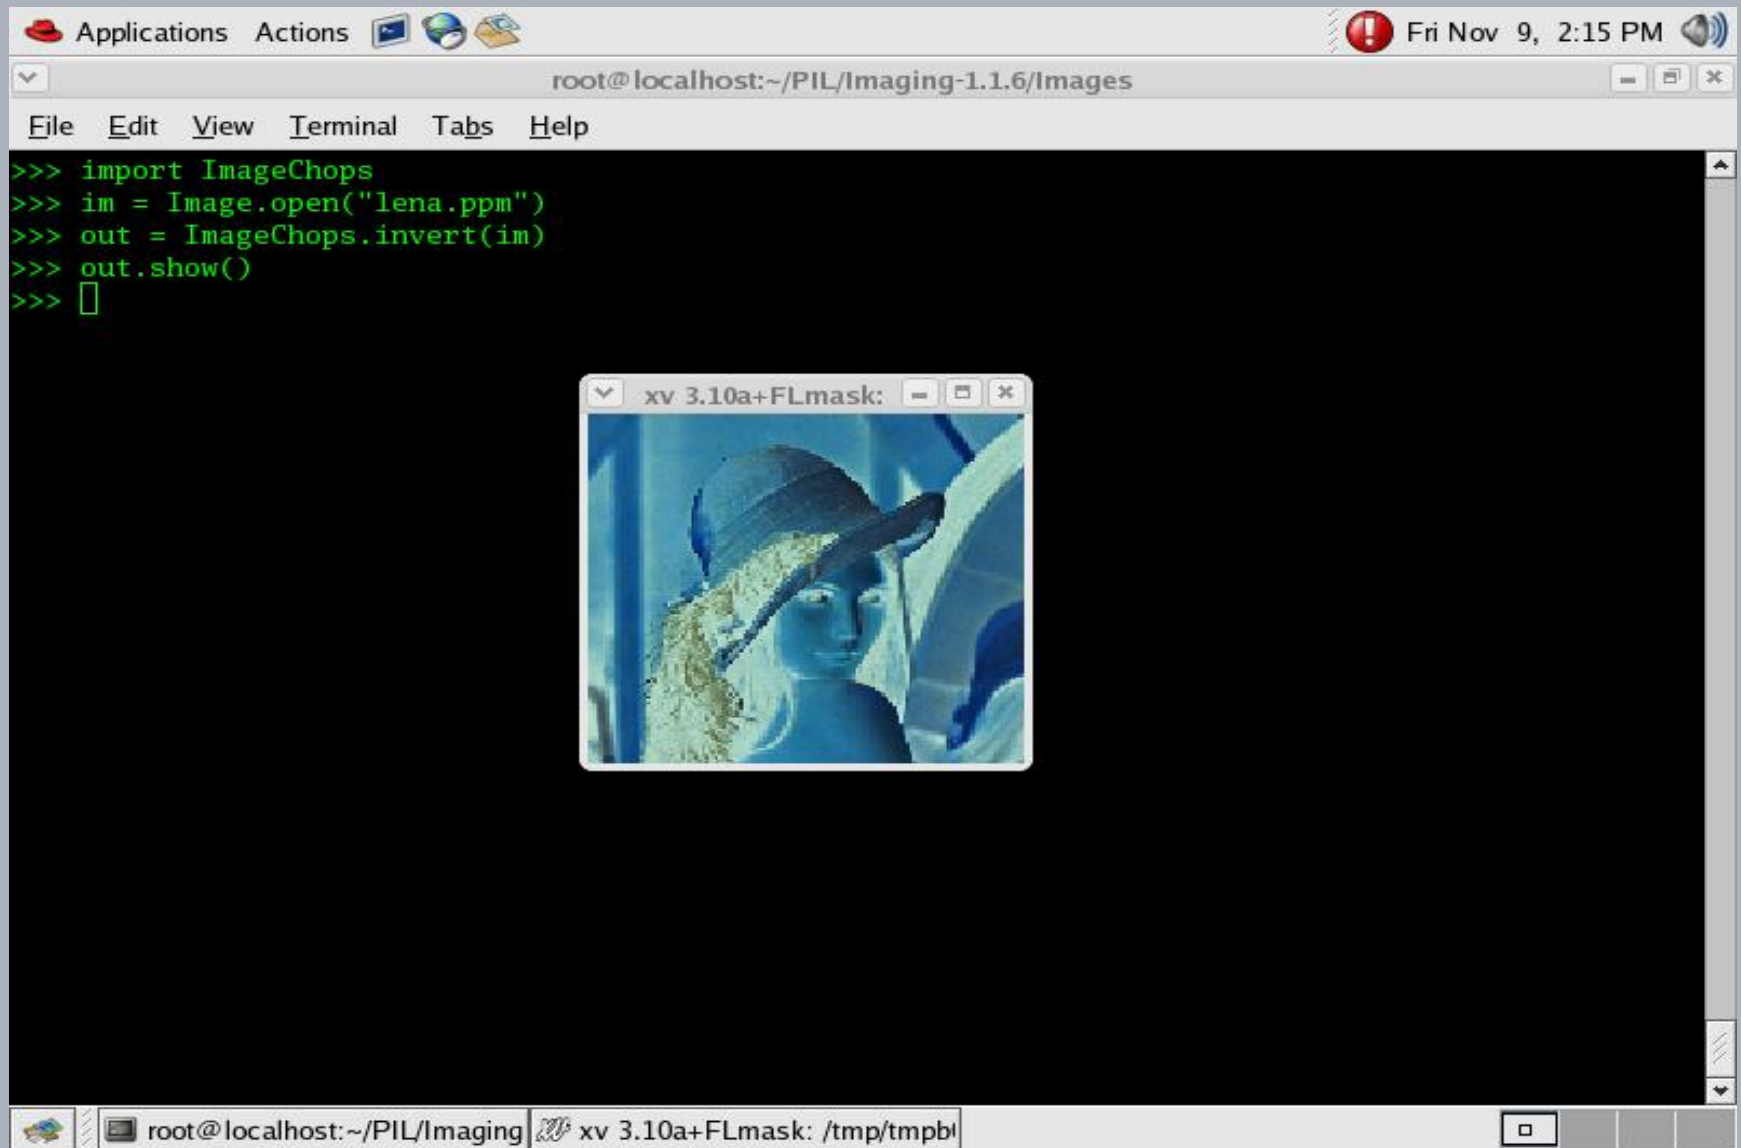 Applications Actions Fri Nov 9, 2:15 PM
root@localhost:~/PIL/Imaging-1.1.6/Images
File Edit View Terminal Tabs Help
>>> import ImageChops
>>> im = Image.open("lena.ppm")
>>> out = ImageChops.invert(im)
>>> out.show()
>>>
xv 3.10a+FLmask:
root@localhost:~/PIL/Imaging xv 3.10a+FLmask: /tmp/tmpb